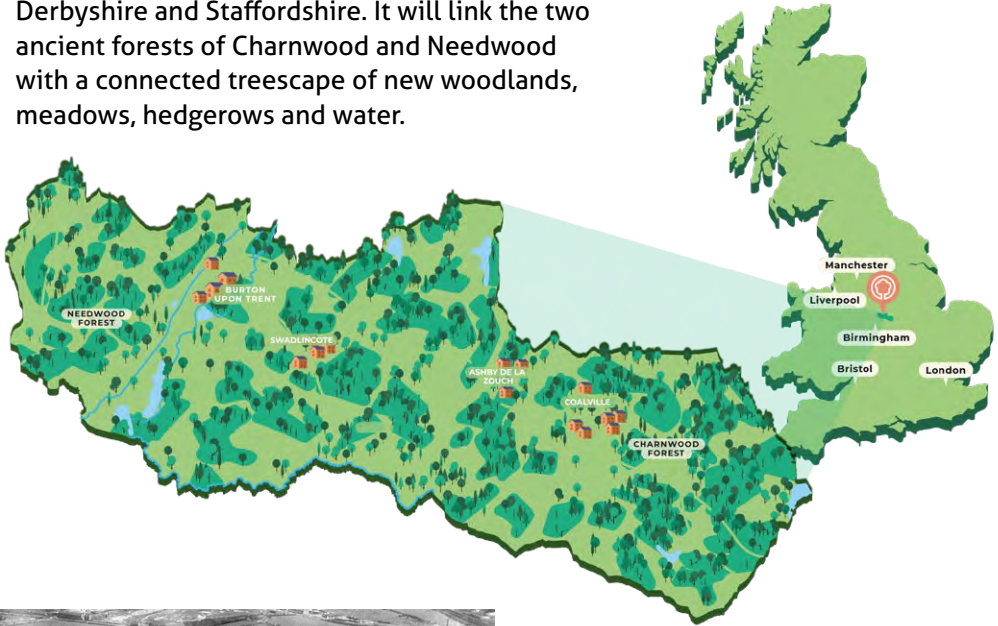 Derbyshire and Staffordshire. It will link the two
ancient forests of Charnwood and Needwood
with a connected treescape of new woodlands,
meadows, hedgerows and water.
Manchester
Liverpool
Birmingham
Bristol
London
BURTON
UPON TRENT
NEEDWOOD
FOREST
SWADLINCOTE
ASHBY DE LA
ZOUCH
COALVILLE
CHARNWOOD
FOREST